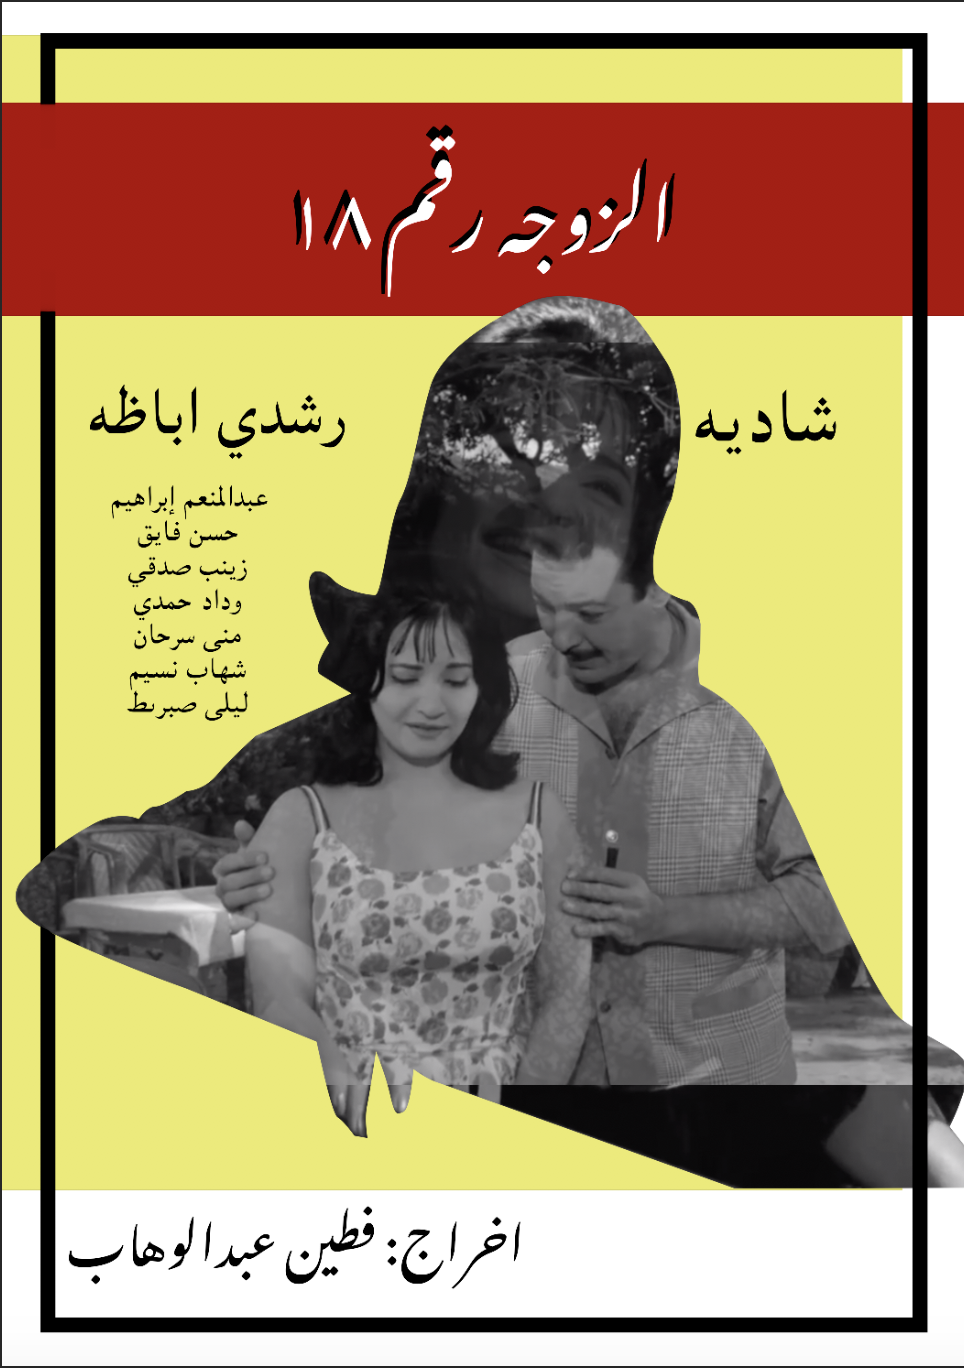 الزوجه رقم ١٨
شاديه
رشدي اباظه
عبدالمنعم إبراهيم
حسن فايق
زينب صدقي
وداد حمدي
منى سرحان
شهاب نسيم
ليلى صبربط
اخراج: فطين عبدالوهاب